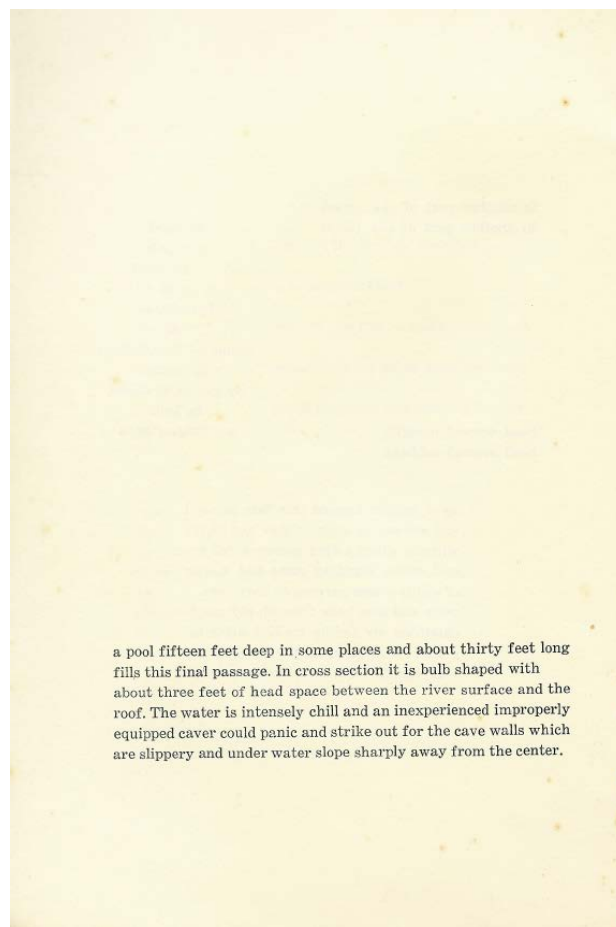 a pool fifteen feet deep in some places and about thirty feet long
fills this final passage. In cross section it is bulb shaped with
about three feet of head space between the river surface and the
roof. The water is intensely chill and an inexperienced improperly
equipped caver could panic and strike out for the cave walls which
are slippery and under water slope sharply away from the center.